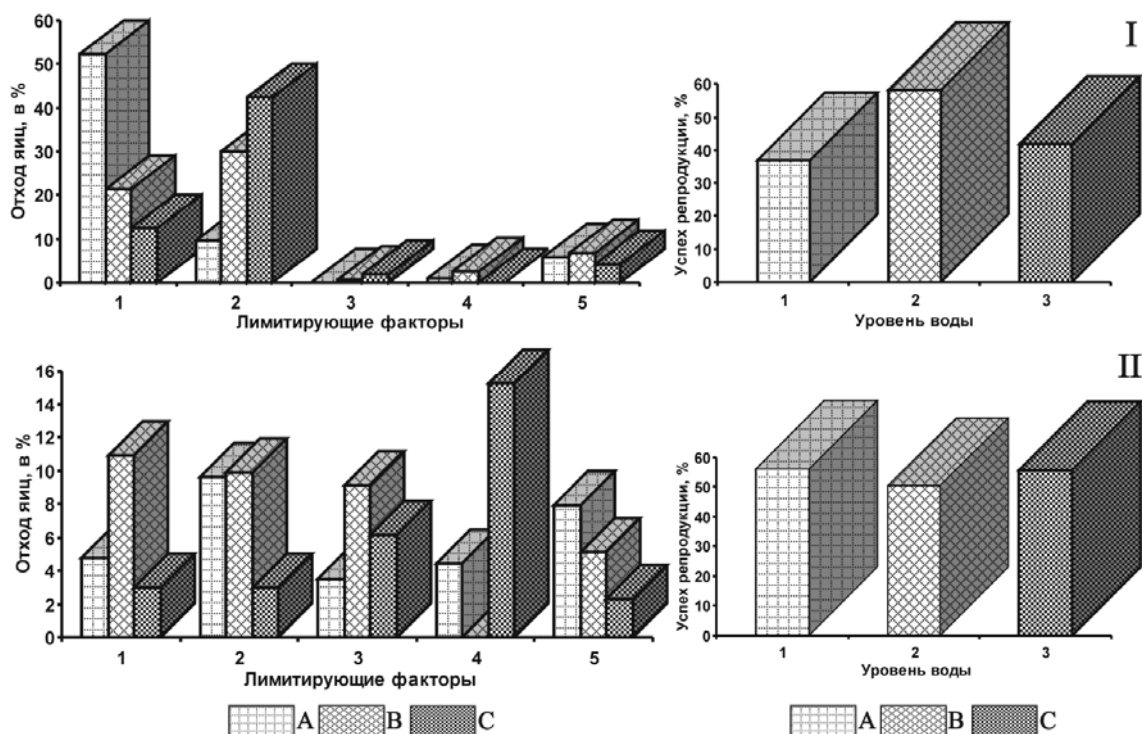 I
Отход яиц, в %
60
50
40
30
20
10
0
1 2 3 4 5
Лимитирующие факторы
Успех репродукции, %
60
50
40
30
20
10
0
1 2 3
Уровень воды
II
Отход яиц, в %
16
14
12
10
8
6
4
2
0
1 2 3 4 5
Лимитирующие факторы
A B C
Успех репродукции, %
60
50
40
30
20
10
0
1 2 3
Уровень воды
A B C